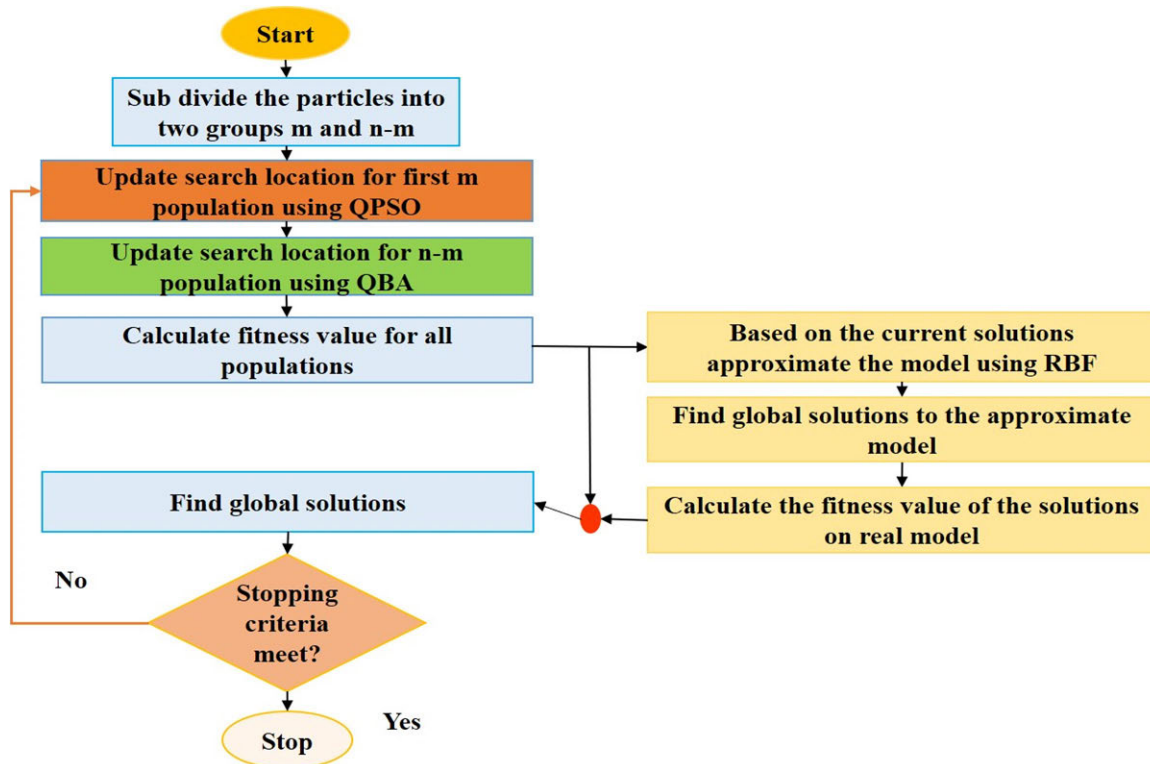 Start
Sub divide the particles into
two groups m and n-m
Update search location for first m
population using QPSO
Update search location for n-m
population using QBA
Calculate fitness value for all
populations
Based on the current solutions
approximate the model using RBF
Find global solutions to the approximate
model
Calculate the fitness value of the solutions
on real model
Find global solutions
No
Stopping
criteria
meet?
Yes
Stop